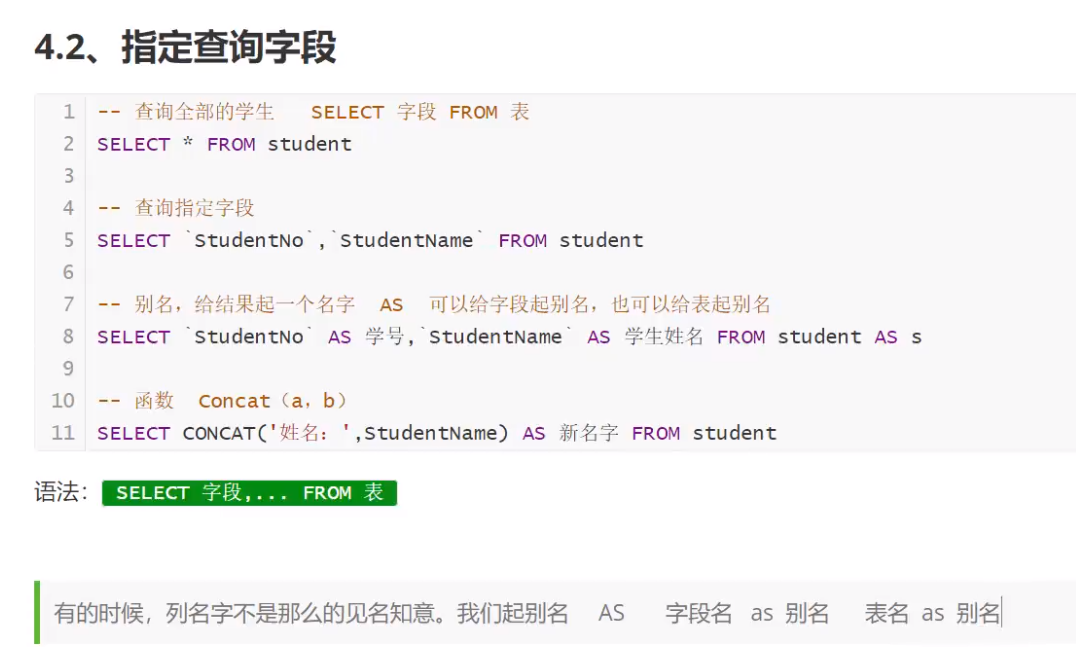 4.2、指定查询字段
1 -- 查询全部的学生 SELECT 字段 FROM 表
2 SELECT * FROM student
3
4 -- 查询指定字段
5 SELECT `StudentNo`,`StudentName` FROM student
6
7 -- 别名，给结果起一个名字 AS 可以给字段起别名，也可以给表起别名
8 SELECT `StudentNo` AS 学号,`StudentName` AS 学生姓名 FROM student AS s
9
10 -- 函数 Concat（a，b）
11 SELECT CONCAT('姓名：',StudentName) AS 新名字 FROM student
语法： SELECT 字段,... FROM 表
有的时候，列名字不是那么的见名知意。我们起别名 AS 字段名 as 别名 表名 as 别名